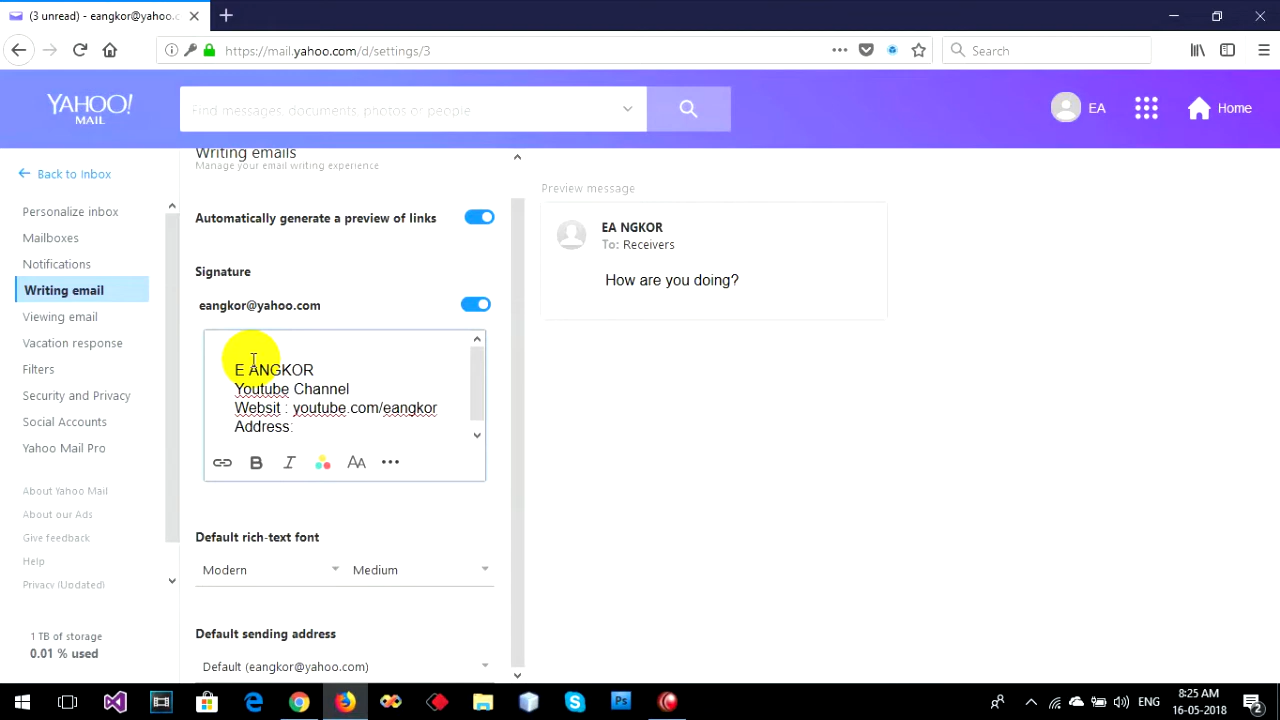 (3 unread) - eangkor@yahoo.c
https://mail.yahoo.com/d/settings/3
Search
YAHOO!
MAIL
Find messages, documents, photos or people
EA
Home
Back to Inbox
Personalize inbox
Mailboxes
Notifications
Writing email
Viewing email
Vacation response
Filters
Security and Privacy
Social Accounts
Yahoo Mail Pro
About Yahoo Mail
About our Ads
Give feedback
Help
Privacy (Updated)
1 TB of storage
0.01 % used
Writing emails
Manage your email writing experience
Automatically generate a preview of links
Signature
eangkor@yahoo.com
E ANGKOR
Youtube Channel
Websit : youtube.com/eangkor
Address:
B
I
AA
Default rich-text font
Modern
Medium
Default sending address
Default (eangkor@yahoo.com)
Preview message
EA NGKOR
To: Receivers
How are you doing?
Ps
ENG
8:25 AM
16-05-2018
2